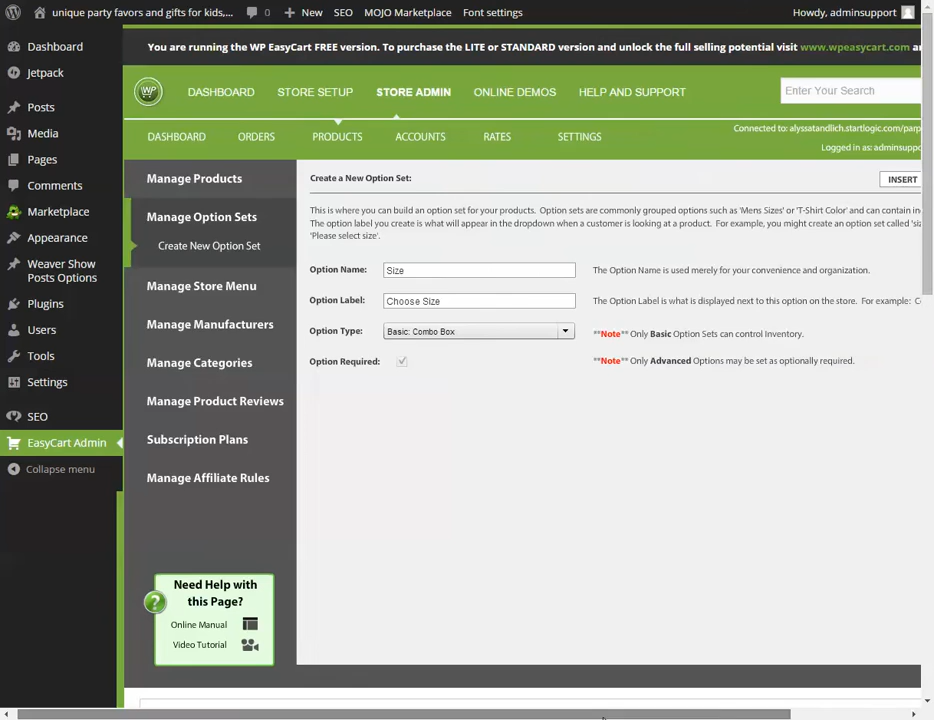 unique party favors and gifts for kids,... 0 New SEO MOJO Marketplace Font settings Howdy, adminsupport
Dashboard
Jetpack
Posts
Media
Pages
Comments
Marketplace
Appearance
Weaver Show
Posts Options
Plugins
Users
Tools
Settings
SEO
EasyCart Admin
Collapse menu
You are running the WP EasyCart FREE version. To purchase the LITE or STANDARD version and unlock the full selling potential visit www.wpeasycart.com
WP DASHBOARD STORE SETUP STORE ADMIN ONLINE DEMOS HELP AND SUPPORT Enter Your Search
DASHBOARD ORDERS PRODUCTS ACCOUNTS RATES SETTINGS
Connected to: alyssatandlich.startlogic.com/parp
Logged in as: adminsuppo
Manage Products
Manage Option Sets
Create New Option Set
Manage Store Menu
Manage Manufacturers
Manage Categories
Manage Product Reviews
Subscription Plans
Manage Affiliate Rules
Need Help with
this Page?
Online Manual
Video Tutorial
Create a New Option Set: INSERT
This is where you can build an option set for your products. Option sets are commonly grouped options such as 'Mens Sizes' or 'T-Shirt Color' and can contain in-
The option label you create is what will appear in the dropdown when a customer is looking at a product. For example, you might create an option set called 'siz
'Please select size'.
Option Name: Size The Option Name is used merely for your convenience and organization.
Option Label: Choose Size The Option Label is what is displayed next to this option on the store. For example: C
Option Type: Basic: Combo Box **Note** Only Basic Option Sets can control Inventory.
Option Required: **Note** Only Advanced Options may be set as optionally required.